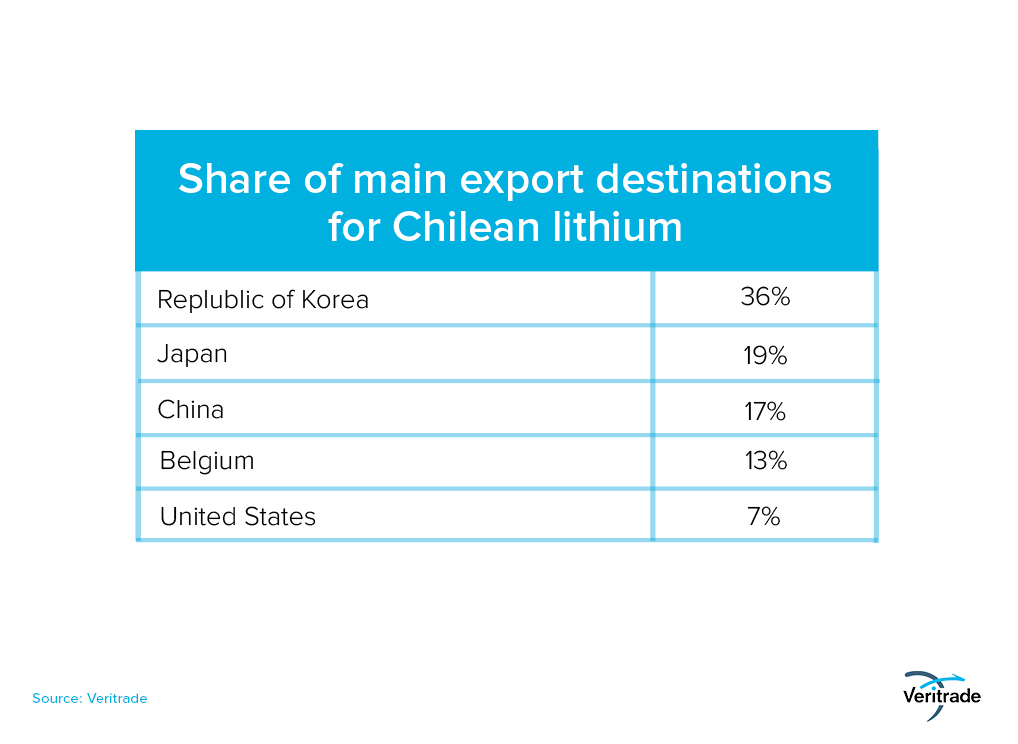 Share of main export destinations
for Chilean lithium
Replublic of Korea 36%
Japan 19%
China 17%
Belgium 13%
United States 7%
Source: Veritrade
Veritrade